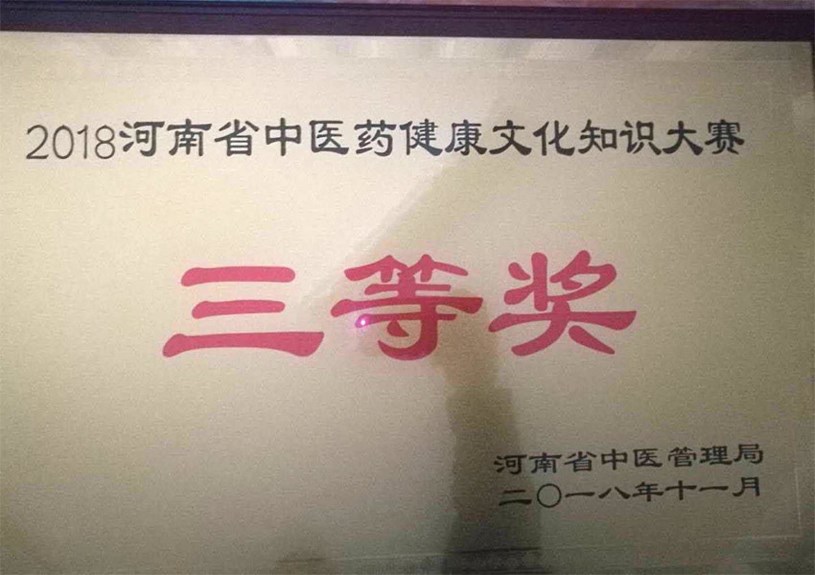 2018河南省中医药健康文化知识大赛
三等奖
河南省中医管理局
二〇一八年十一月